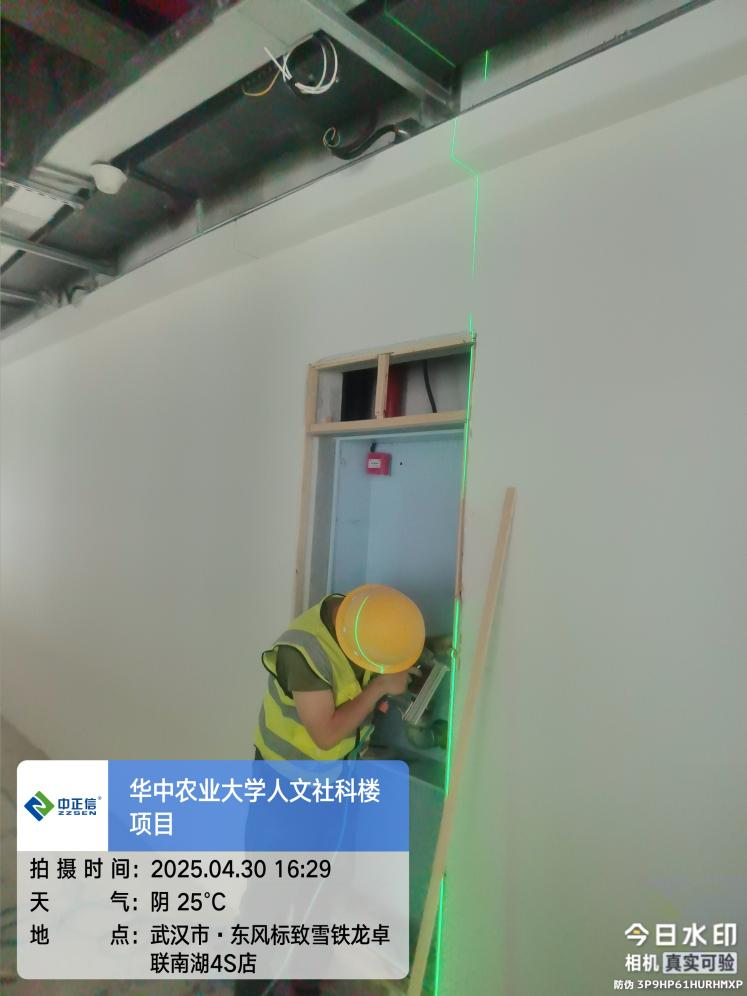 中正信®
ZZSEN
华中农业大学人文社科楼
项目
拍摄时间：2025.04.30 16:29
天气：阴 25℃
地点：武汉市·东风标致雪铁龙卓
联南湖4S店
今日水印
相机 真实可验
防伪 3P9HP61HURHMXP